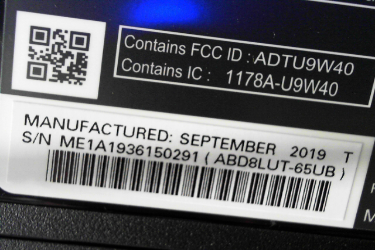 Contains FCC ID : ADTU9W40
Contains IC : 1178A-U9W40
MANUFACTURED: SEPTEMBER 2019 T
S/N ME1A1936150291 ( ABD8LUT-65UB )